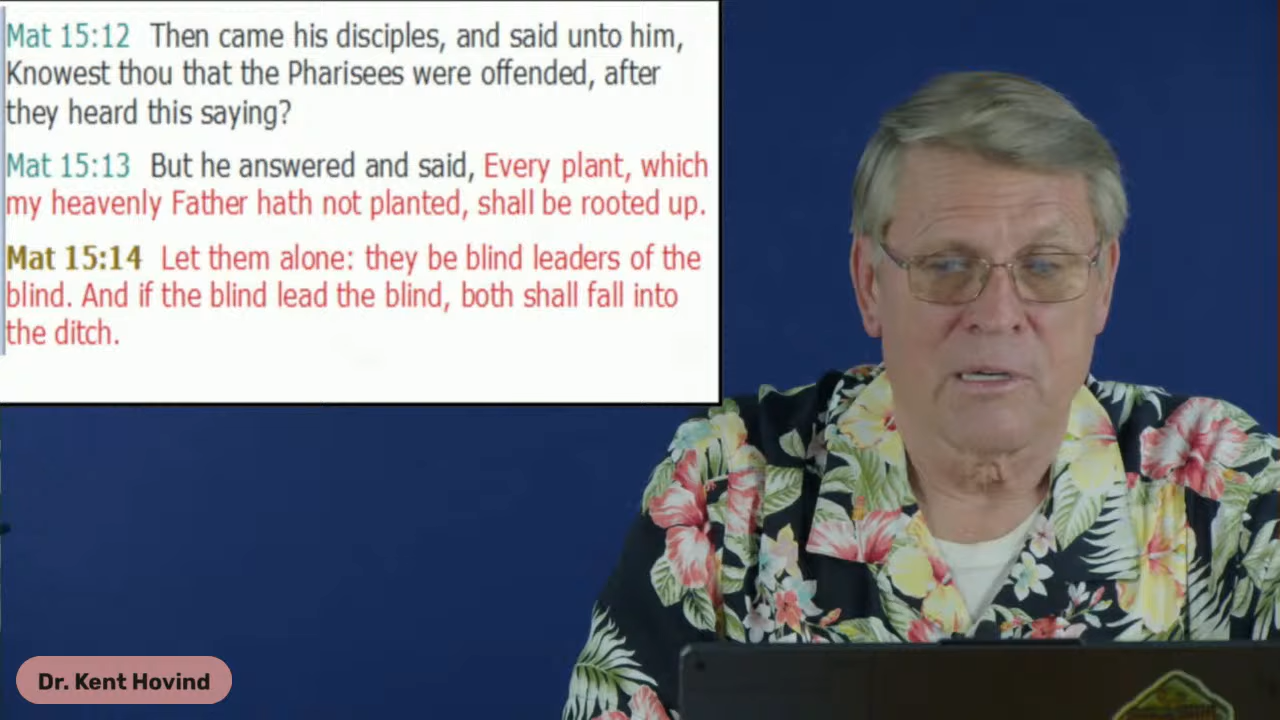 Mat 15:12 Then came his disciples, and said unto him,
Knowest thou that the Pharisees were offended, after
they heard this saying?
Mat 15:13 But he answered and said, Every plant, which
my heavenly Father hath not planted, shall be rooted up.
Mat 15:14 Let them alone: they be blind leaders of the
blind. And if the blind lead the blind, both shall fall into
the ditch.
Dr. Kent Hovind